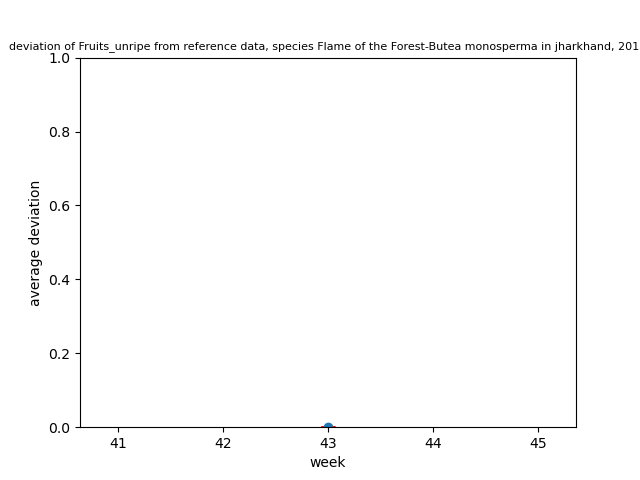 deviation of Fruits_unripe from reference data, species Flame of the Forest-Butea monosperma in jharkhand, 201
1.0
0.8
0.6
0.4
0.2
0.0
average deviation
41 42 43 44 45
week